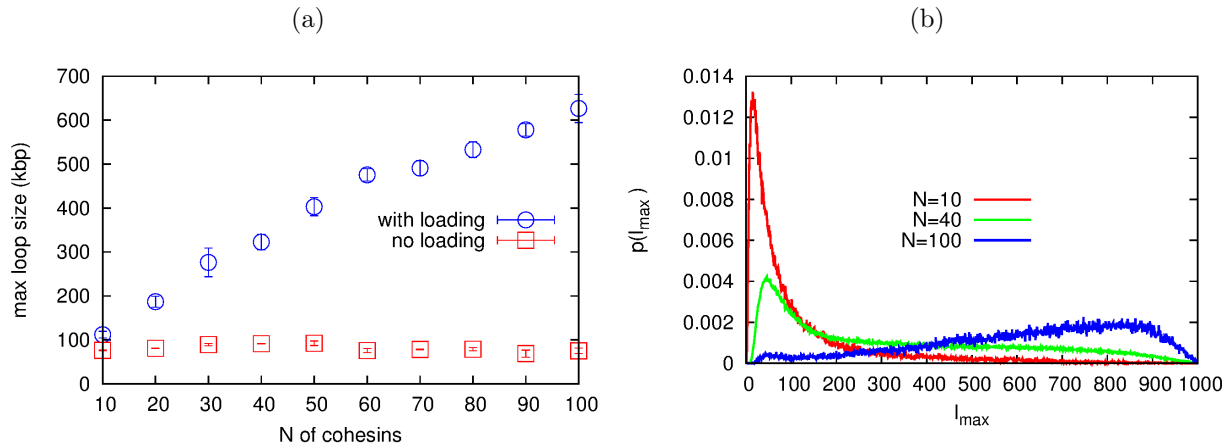 (a)
700
600
500
400
300
200
100
0
max loop size (kbp)
with loading
no loading
10 20 30 40 50 60 70 80 90 100
N of cohesins
(b)
0.014
0.012
0.01
0.008
0.006
0.004
0.002
0
p(l_max)
N=10
N=40
N=100
0 100 200 300 400 500 600 700 800 900 1000
l_max